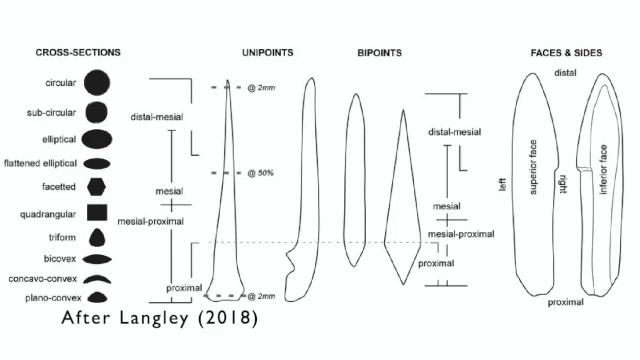 CROSS-SECTIONS
circular
sub-circular
elliptical
flattened elliptical
facetted
quadrangular
triform
bicovex
concavo-convex
plano-convex
UNIPOINTS
distal-mesial
mesial
mesial-proximal
proximal
@ 2mm
@ 50%
@ 2mm
BIPOINTS
distal-mesial
mesial
mesial-proximal
proximal
FACES & SIDES
distal
left
superior face
right
inferior face
proximal
After Langley (2018)